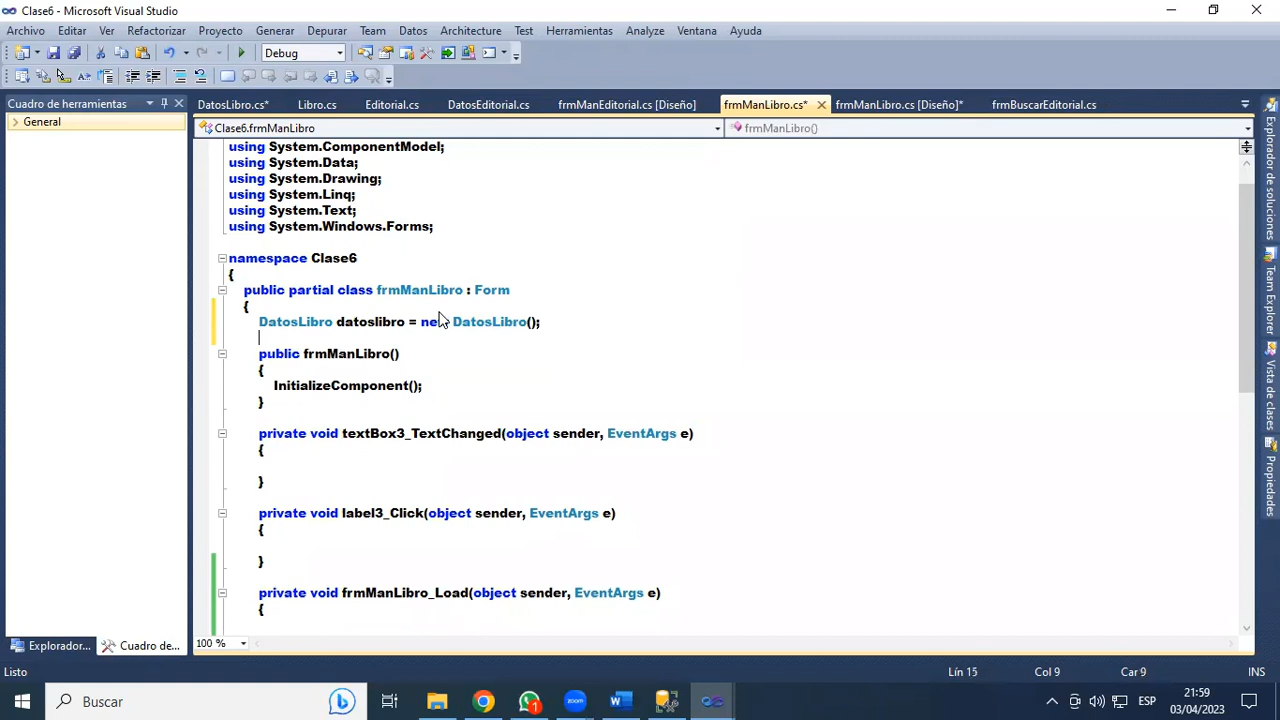 Clase6 - Microsoft Visual Studio
Archivo Editar Ver Refactorizar Proyecto Generar Depurar Team Datos Architecture Test Herramientas Analyze Ventana Ayuda
Debug
Cuadro de herramientas
General
DatosLibro.cs* Libro.cs Editorial.cs DatosEditorial.cs frmManEditorial.cs [Diseño] frmManLibro.cs* frmManLibro.cs [Diseño]* frmBuscarEditorial.cs
Clase6.frmManLibro frmManLibro()
using System.ComponentModel;
using System.Data;
using System.Drawing;
using System.Linq;
using System.Text;
using System.Windows.Forms;
namespace Clase6
{
public partial class frmManLibro : Form
{
DatosLibro datoslibro = new DatosLibro();
public frmManLibro()
{
InitializeComponent();
}
private void textBox3_TextChanged(object sender, EventArgs e)
{
}
private void label3_Click(object sender, EventArgs e)
{
}
private void frmManLibro_Load(object sender, EventArgs e)
{
100 %
Explorador de soluciones
Team Explorer
Vista de clases
Propiedades
Explorador... Cuadro de...
Listo Lín 15 Col 9 Car 9 INS
Buscar
1
zoom
ESP
21:59
03/04/2023